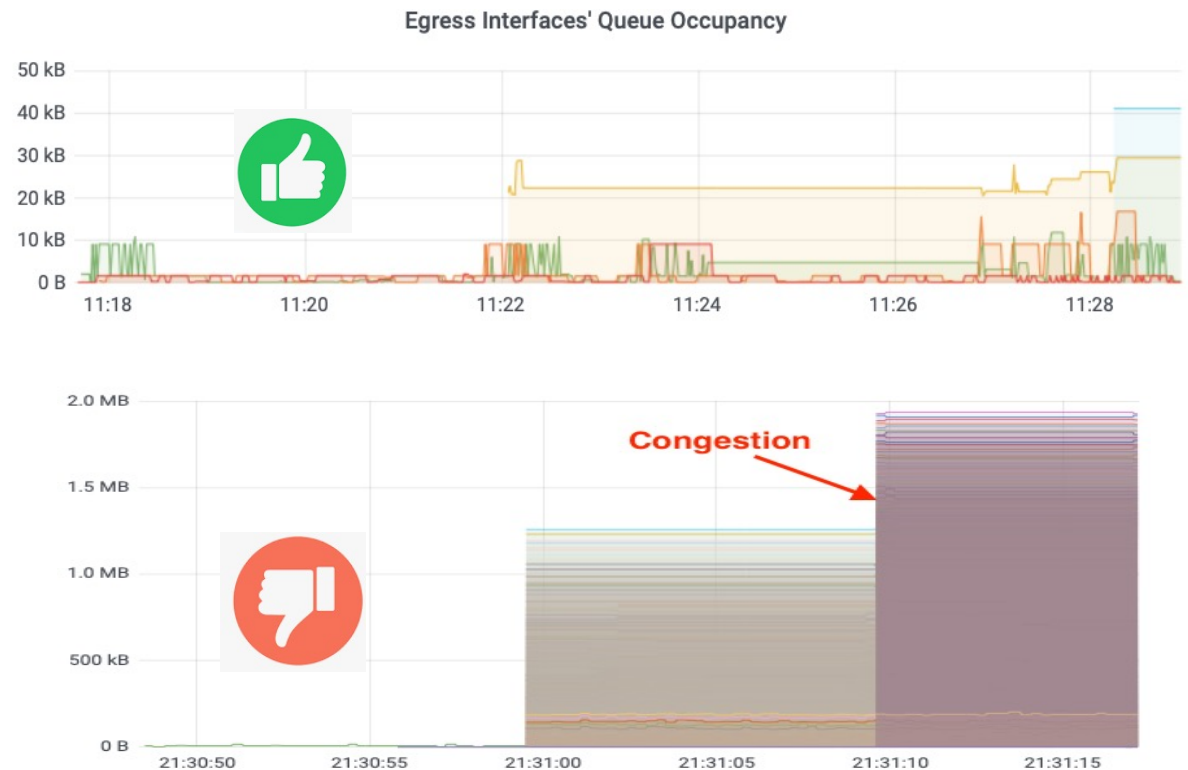 Egress Interfaces' Queue Occupancy
50 kB
40 kB
30 kB
20 kB
10 kB
0 B
11:18 11:20 11:22 11:24 11:26 11:28
2.0 MB
Congestion
1.5 MB
1.0 MB
500 kB
0 B
21:30:50 21:30:55 21:31:00 21:31:05 21:31:10 21:31:15